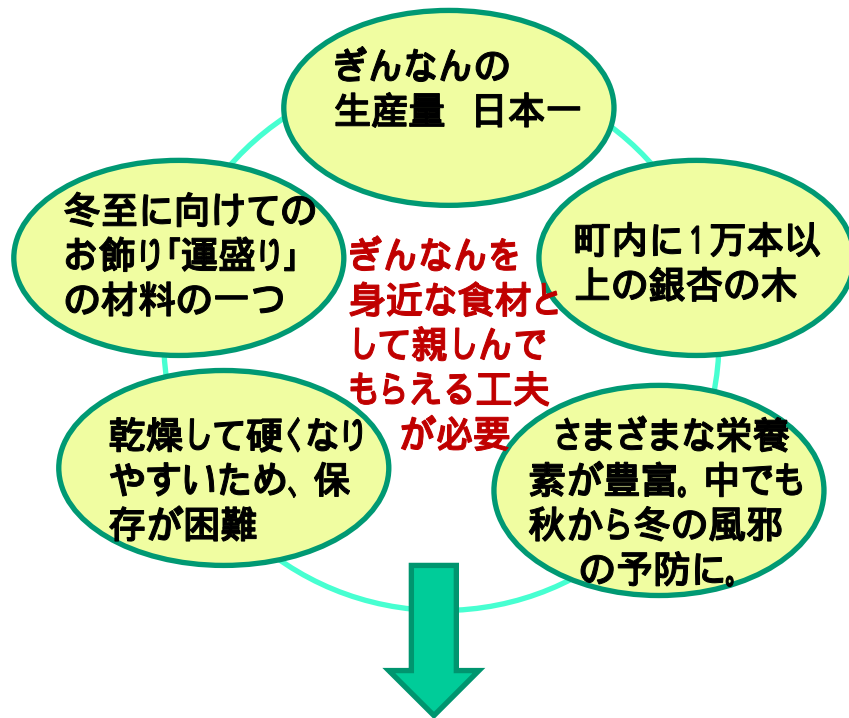 ぎんなんの
生産量　日本一
冬至に向けての
お飾り「運盛り」
の材料の一つ
町内に1万本以
上の銀杏の木
ぎんなんを
身近な食材と
して親しんで
もらえる工夫
が必要
乾燥して硬くなり
やすいため、保
存が困難
さまざまな栄養
素が豊富。中でも
秋から冬の風邪
の予防に。